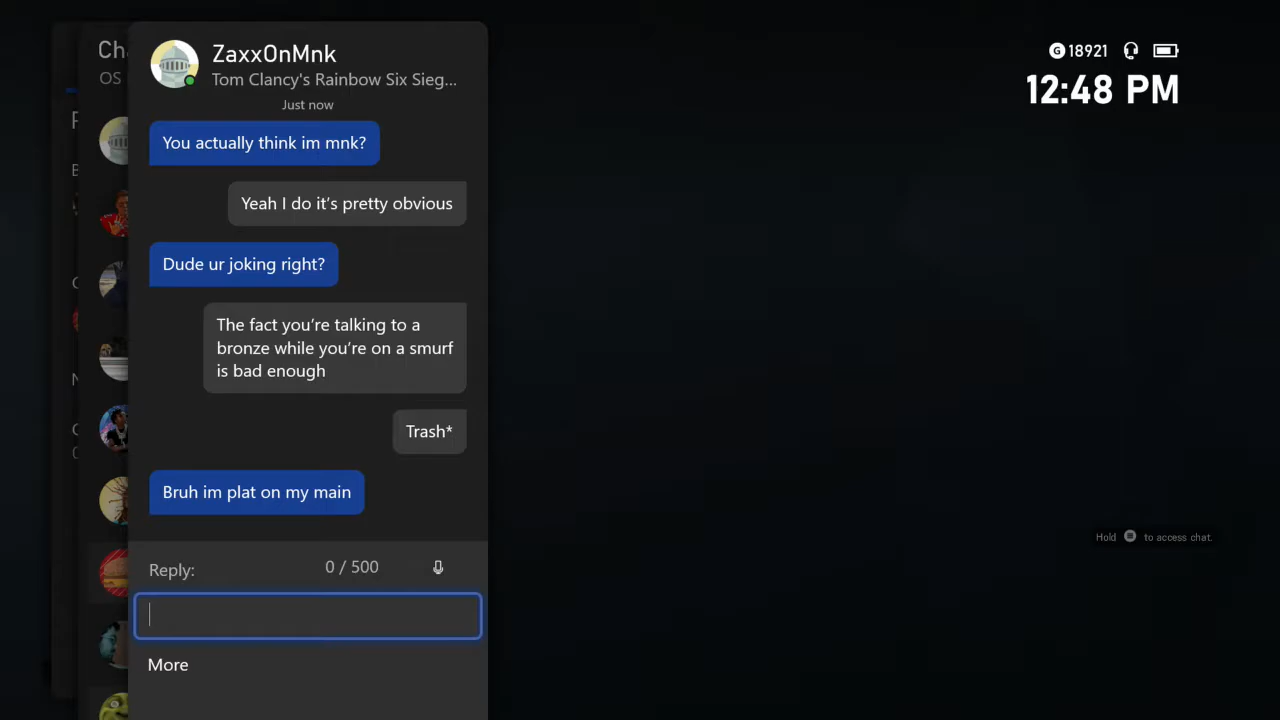 Ch
OS
ZaxxOnMnk
Tom Clancy's Rainbow Six Sieg...
Just now
You actually think im mnk?
Yeah I do it's pretty obvious
Dude ur joking right?
The fact you're talking to a
bronze while you're on a smurf
is bad enough
Trash*
Bruh im plat on my main
Reply:
0 / 500
More
G 18921
12:48 PM
Hold
to access chat.